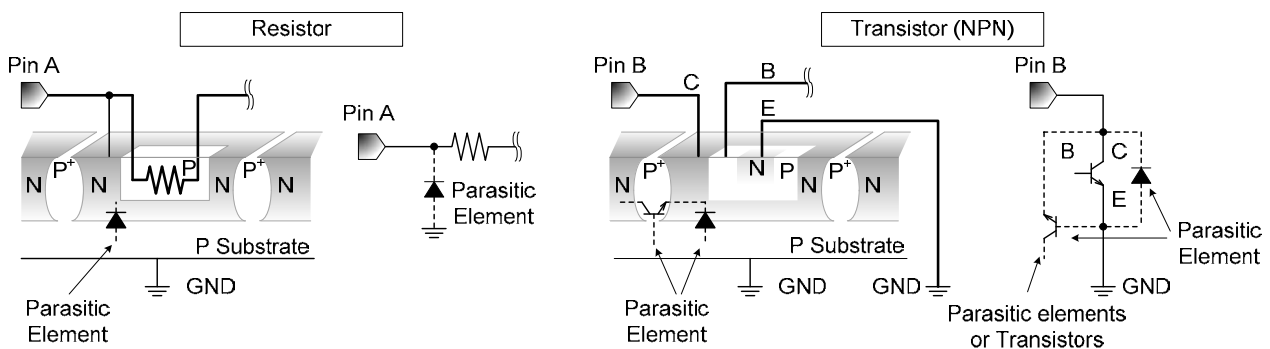 Resistor
Pin A
N
P+
N
P
N
P+
N
P Substrate
GND
Parasitic
Element
Pin A
Parasitic
Element
Transistor (NPN)
Pin B
C
B
E
N
P+
N
N
P
N
P+
N
P Substrate
GND
GND
Parasitic
Element
Pin B
B
C
E
Parasitic
Element
GND
Parasitic elements
or Transistors